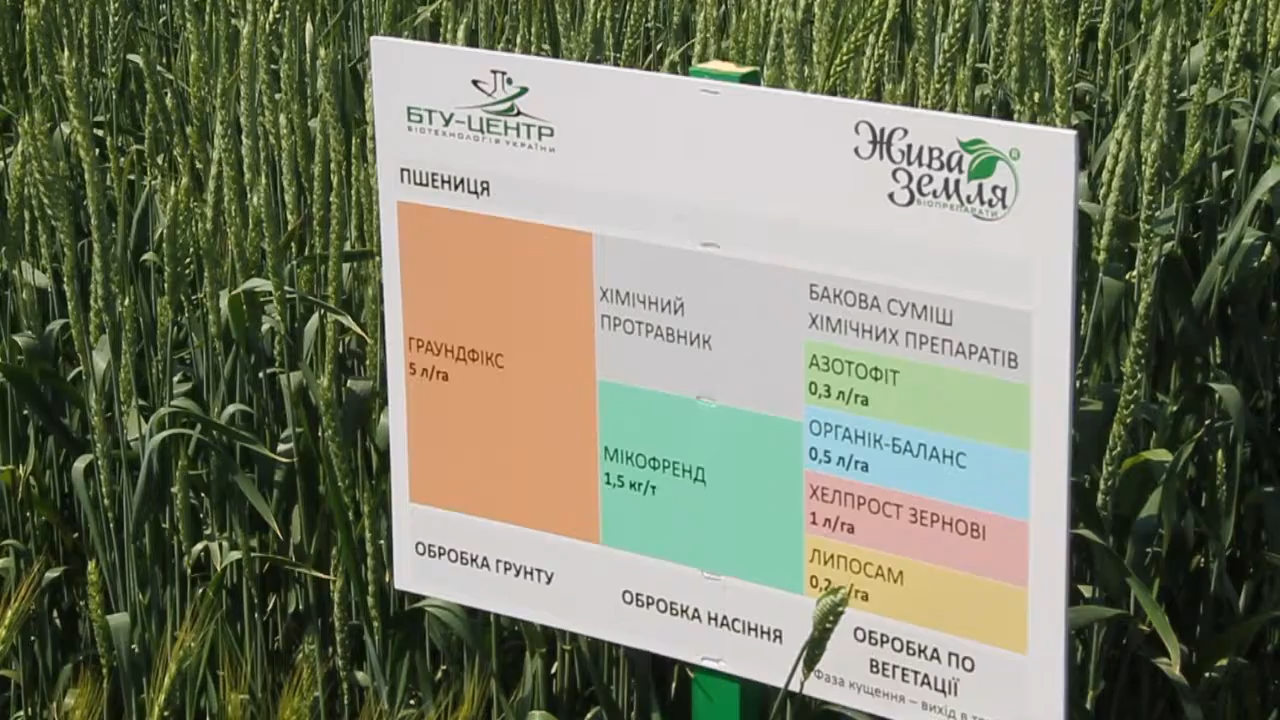 БТУ-ЦЕНТР
БІОТЕХНОЛОГІЯ УКРАЇНИ
Жива
Земля
®
БІОПРЕПАРАТИ
ПШЕНИЦЯ
ГРАУНДФІКС
5 л/га
ХІМІЧНИЙ
ПРОТРАВНИК
МІКОФРЕНД
1,5 кг/т
БАКОВА СУМІШ
ХІМІЧНИХ ПРЕПАРАТІВ
АЗОТОФІТ
0,3 л/га
ОРГАНІК-БАЛАНС
0,5 л/га
ХЕЛПРОСТ ЗЕРНОВІ
1 л/га
ЛИПОСАМ
ОБРОБКА ГРУНТУ
ОБРОБКА НАСІННЯ
ОБРОБКА ПО
ВЕГЕТАЦІЇ
Фаза кущення – вихід в